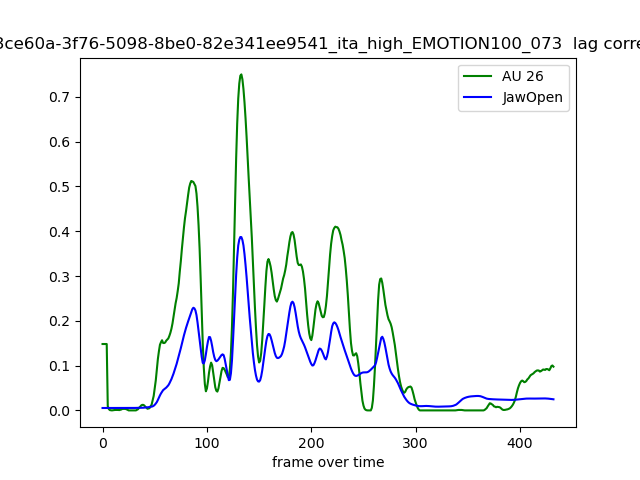 3ce60a-3f76-5098-8be0-82e341ee9541_ita_high_EMOTION100_073 lag corre
AU 26
JawOpen
0.7
0.6
0.5
0.4
0.3
0.2
0.1
0.0
0 100 200 300 400
frame over time